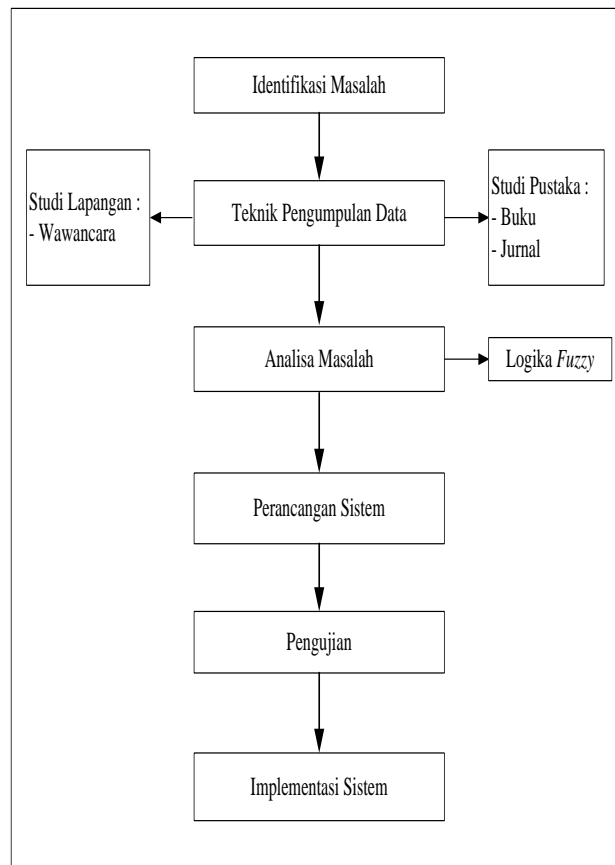 Identifikasi Masalah
Studi Lapangan :
- Wawancara
Teknik Pengumpulan Data
Studi Pustaka :
- Buku
- Jurnal
Analisa Masalah
Logika Fuzzy
Perancangan Sistem
Pengujian
Implementasi Sistem